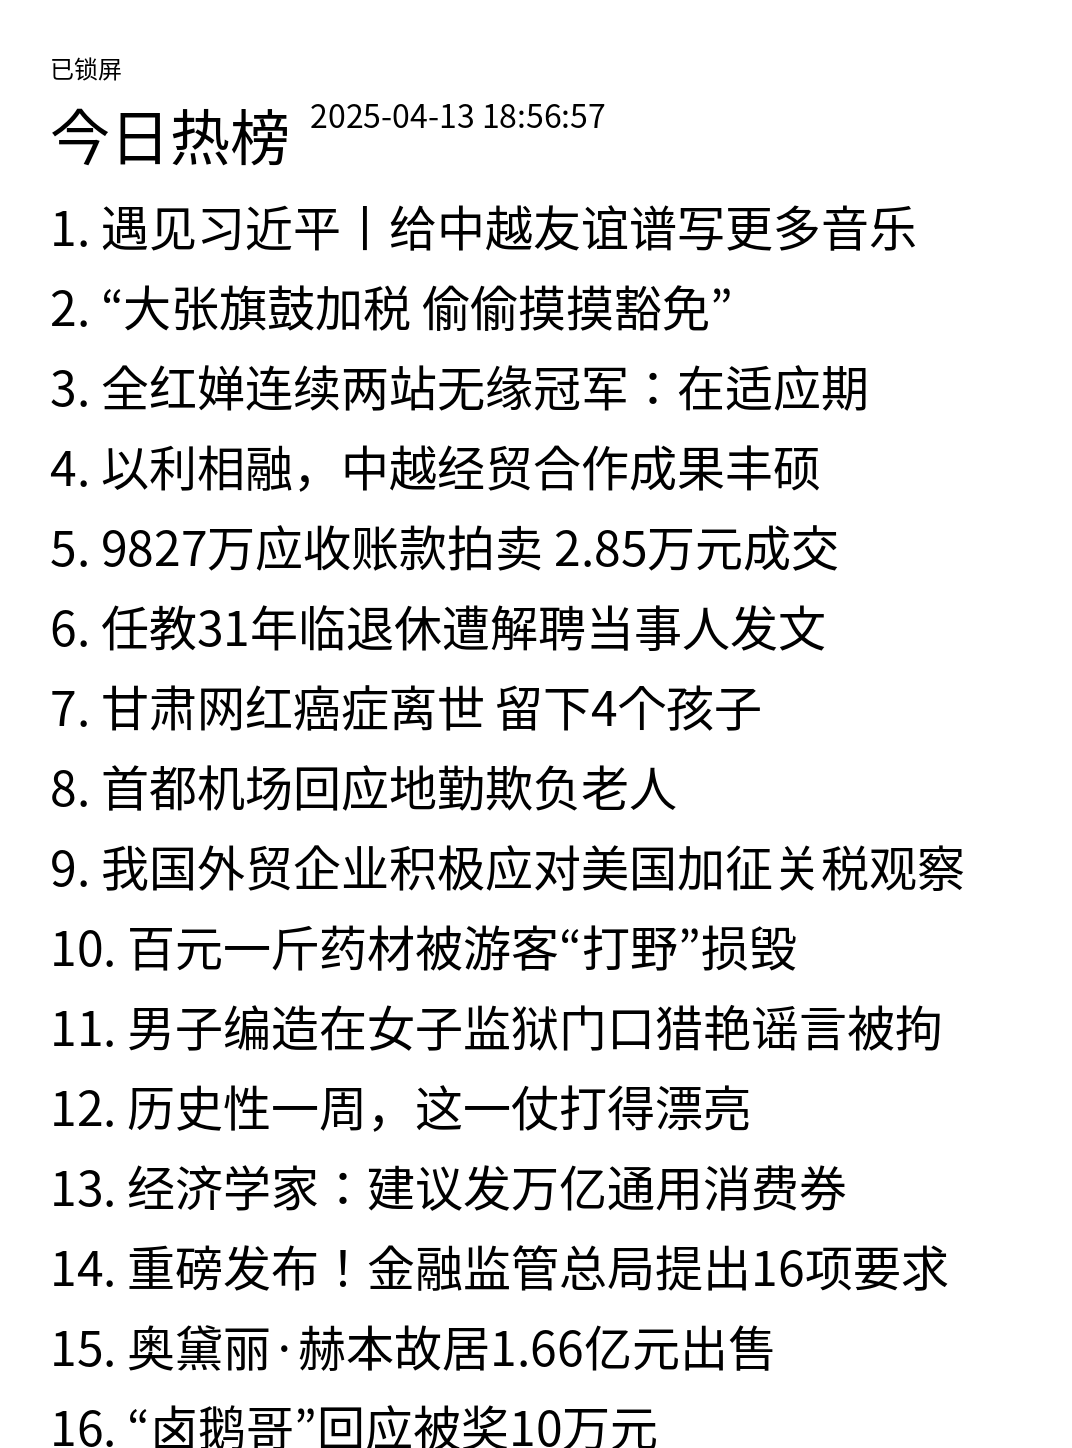 已锁屏
今日热榜 2025-04-13 18:56:57
1. 遇见习近平丨给中越友谊谱写更多音乐
2. “大张旗鼓加税 偷偷摸摸豁免”
3. 全红婵连续两站无缘冠军：在适应期
4. 以利相融，中越经贸合作成果丰硕
5. 9827万应收账款拍卖 2.85万元成交
6. 任教31年临退休遭解聘当事人发文
7. 甘肃网红癌症离世 留下4个孩子
8. 首都机场回应地勤欺负老人
9. 我国外贸企业积极应对美国加征关税观察
10. 百元一斤药材被游客“打野”损毁
11. 男子编造在女子监狱门口猎艳谣言被拘
12. 历史性一周，这一仗打得漂亮
13. 经济学家：建议发万亿通用消费券
14. 重磅发布！金融监管总局提出16项要求
15. 奥黛丽·赫本故居1.66亿元出售
16. “卤鹅哥”回应被奖10万元